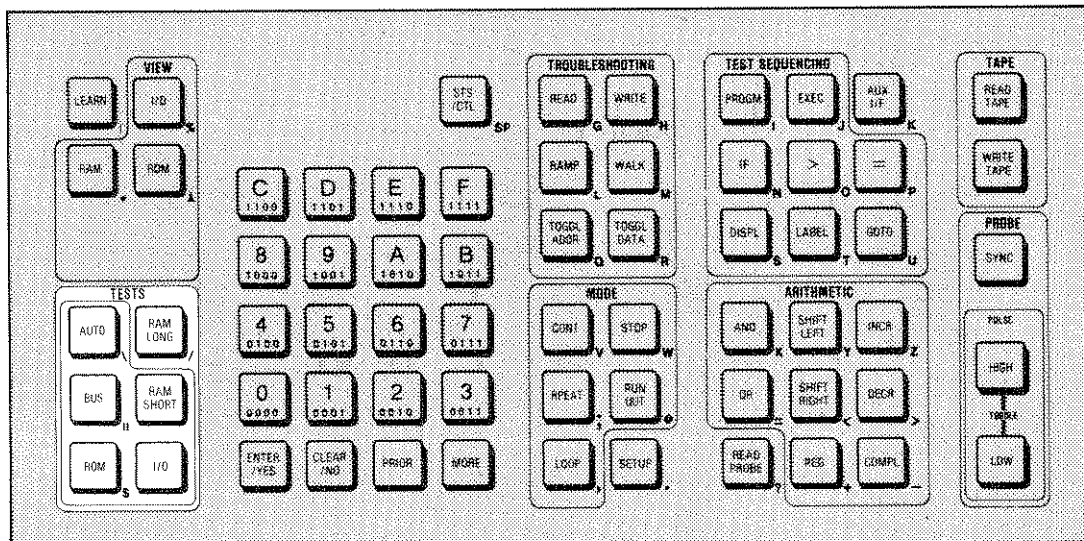 VIEW
LEARN
I/O
%
RAM
*
ROM
TESTS
AUTO
\
RAM LONG
/
BUS
"
RAM SHORT
ROM
$
I/O
STS /CTL
SP
C
1100
D
1101
E
1110
F
1111
8
1000
9
1001
A
1010
B
1011
4
0100
5
0101
6
0110
7
0111
0
0000
1
0001
2
0010
3
0011
ENTER /YES
CLEAR /NO
PRIOR
MORE
TROUBLESHOOTING
READ
G
WRITE
H
RAMP
L
WALK
M
TOGGL ADDR
Q
TOGGL DATA
R
MODE
CONT
V
STOP
W
RPEAT
;
RUN UUT
LOOP
SETUP
.
TEST SEQUENCING
PROGM
I
EXEC
J
AUX I/F
K
IF
N
>
O
=
P
DISPL
S
LABEL
T
GOTO
U
ARITHMETIC
AND
X
SHIFT LEFT
Y
INCR
Z
OR
=
SHIFT RIGHT
<
DECR
>
READ PROBE
?
REG
+
COMPL
–
TAPE
READ TAPE
WRITE TAPE
PROBE
SYNC
PULSE
HIGH
TOGGLE
LOW